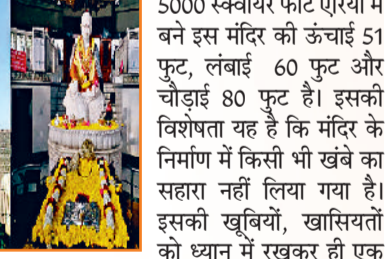 5000 स्क्वायर फीट एरिया में
बने इस मंदिर की ऊंचाई 51
फुट, लंबाई 60 फुट और
चौड़ाई 80 फुट है। इसकी
विशेषता यह है कि मंदिर के
निर्माण में किसी भी खंबे का
सहारा नहीं लिया गया है।
इसकी खूबियों, खासियतों
को ध्यान में रखकर ही एक